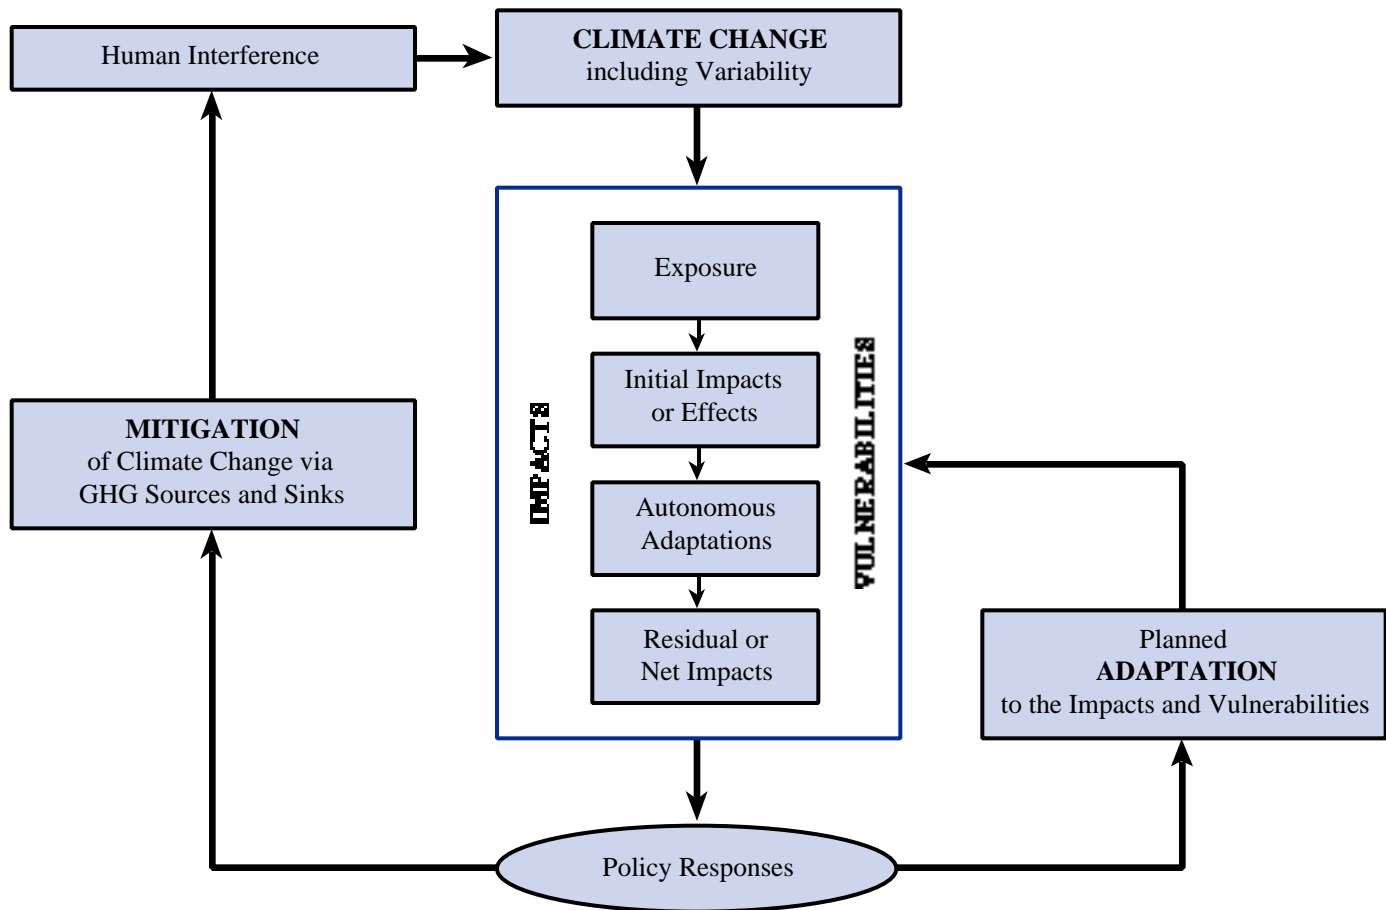 Human Interference
CLIMATE CHANGE
including Variability
Exposure
Initial Impacts
or Effects
Autonomous
Adaptations
Residual or
Net Impacts
IMPACTS
VULNERABILITIES
MITIGATION
of Climate Change via
GHG Sources and Sinks
Planned
ADAPTATION
to the Impacts and Vulnerabilities
Policy Responses